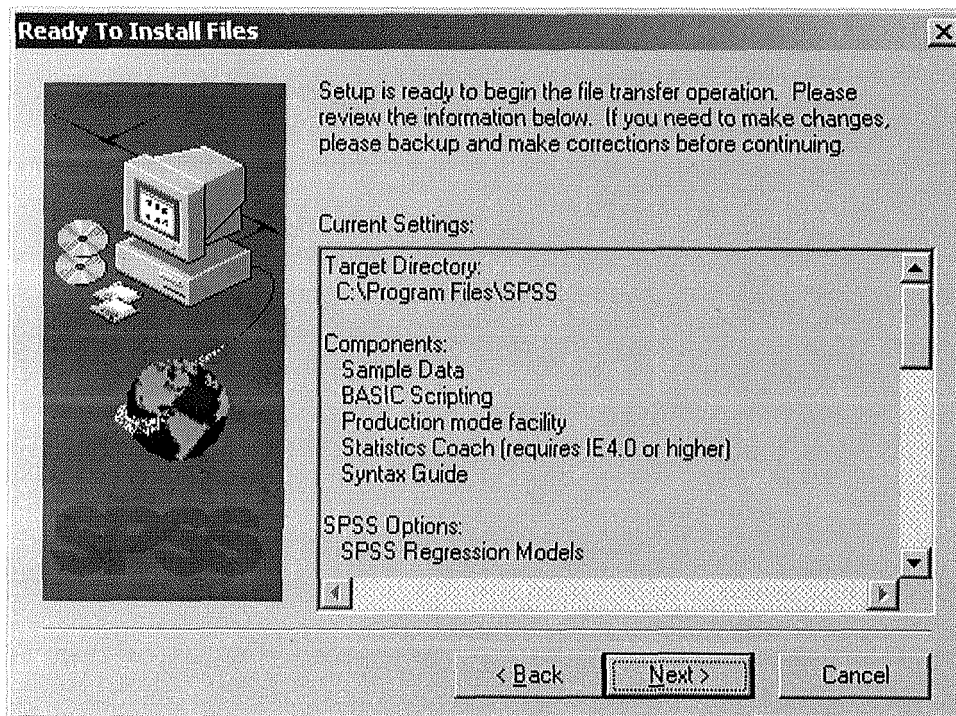 Ready To Install Files
Setup is ready to begin the file transfer operation. Please
review the information below. If you need to make changes,
please backup and make corrections before continuing.
Current Settings:
Target Directory:
C:\Program Files\SPSS
Components:
Sample Data
BASIC Scripting
Production mode facility
Statistics Coach (requires IE4.0 or higher)
Syntax Guide
SPSS Options:
SPSS Regression Models
< Back
Next >
Cancel